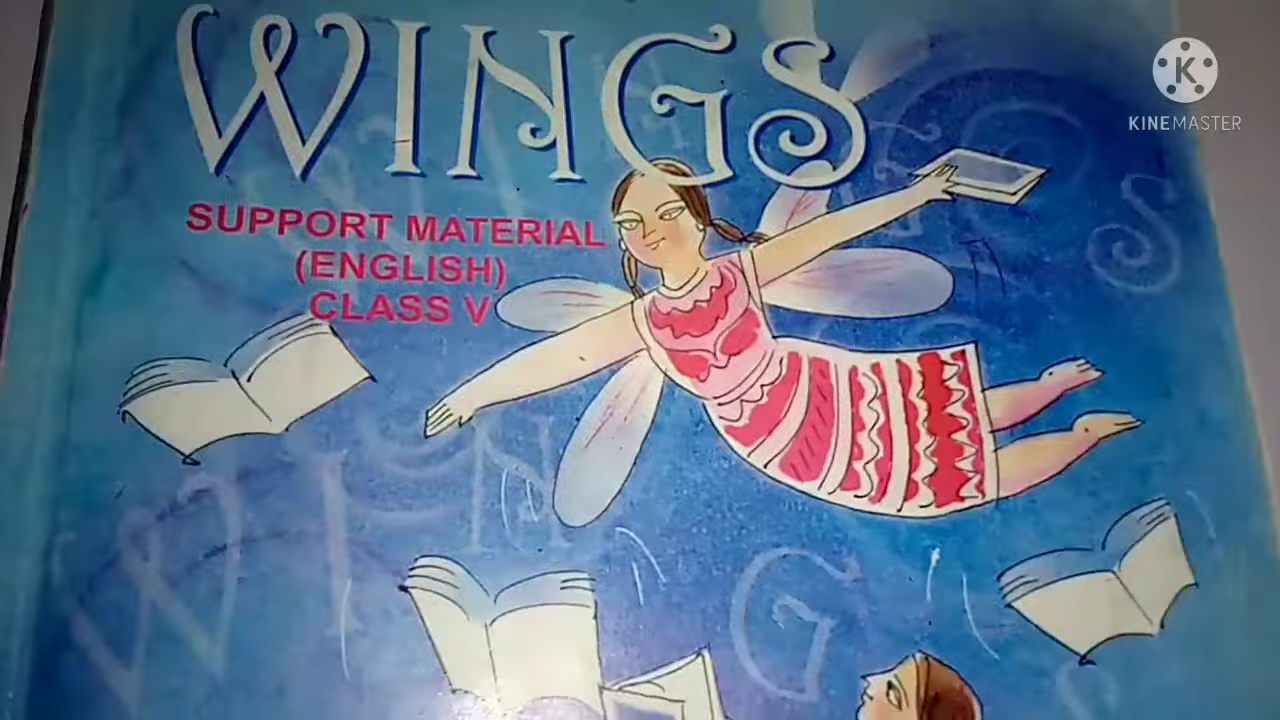 WINGS
SUPPORT MATERIAL
(ENGLISH)
CLASS V
K
KINEMASTER
W I N G S